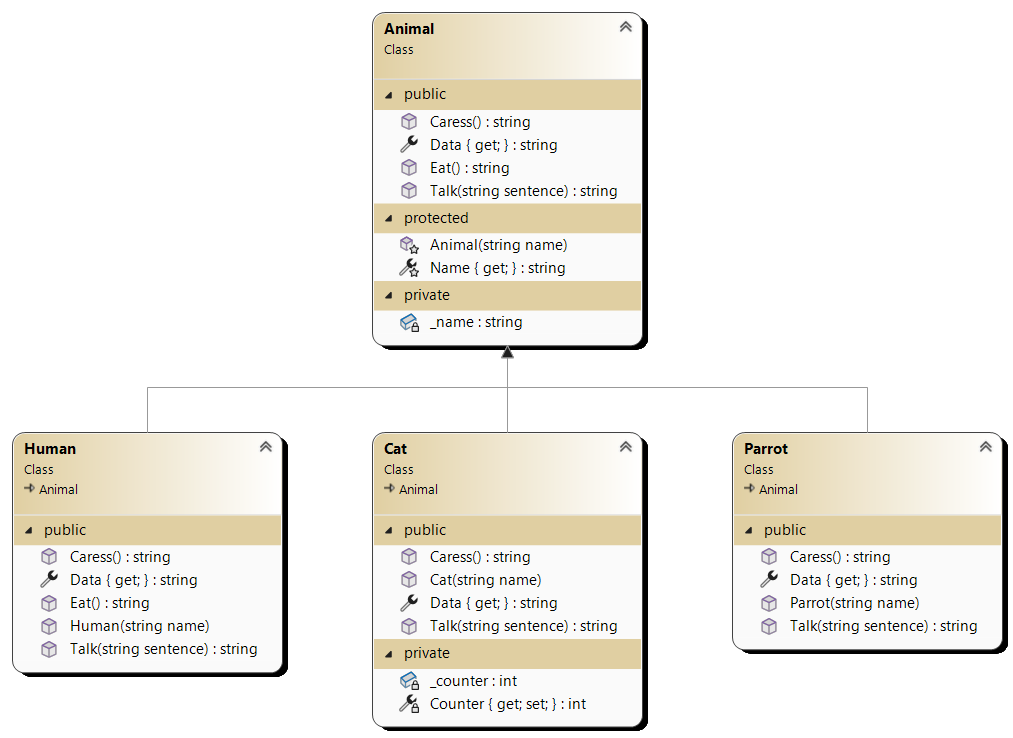 Animal
Class
public
Caress() : string
Data { get; } : string
Eat() : string
Talk(string sentence) : string
protected
Animal(string name)
Name { get; } : string
private
_name : string
Human
Class
Animal
public
Caress() : string
Data { get; } : string
Eat() : string
Human(string name)
Talk(string sentence) : string
Cat
Class
Animal
public
Caress() : string
Cat(string name)
Data { get; } : string
Talk(string sentence) : string
private
_counter : int
Counter { get; set; } : int
Parrot
Class
Animal
public
Caress() : string
Data { get; } : string
Parrot(string name)
Talk(string sentence) : string